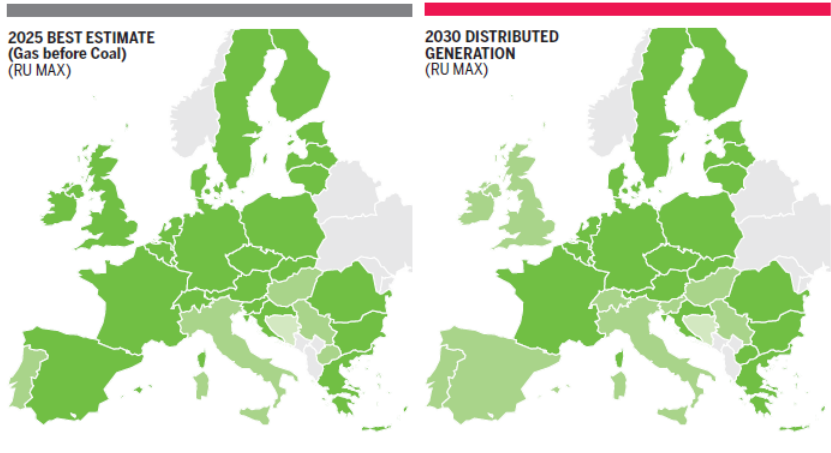 2025 BEST ESTIMATE
(Gas before Coal)
(RU MAX)
2030 DISTRIBUTED
GENERATION
(RU MAX)